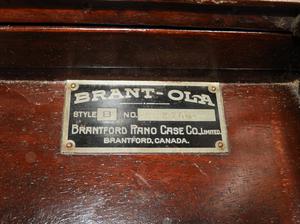 BRANT-OLA
STYLE B NO.
BRANTFORD PIANO CASE CO., LIMITED.
BRANTFORD, CANADA.